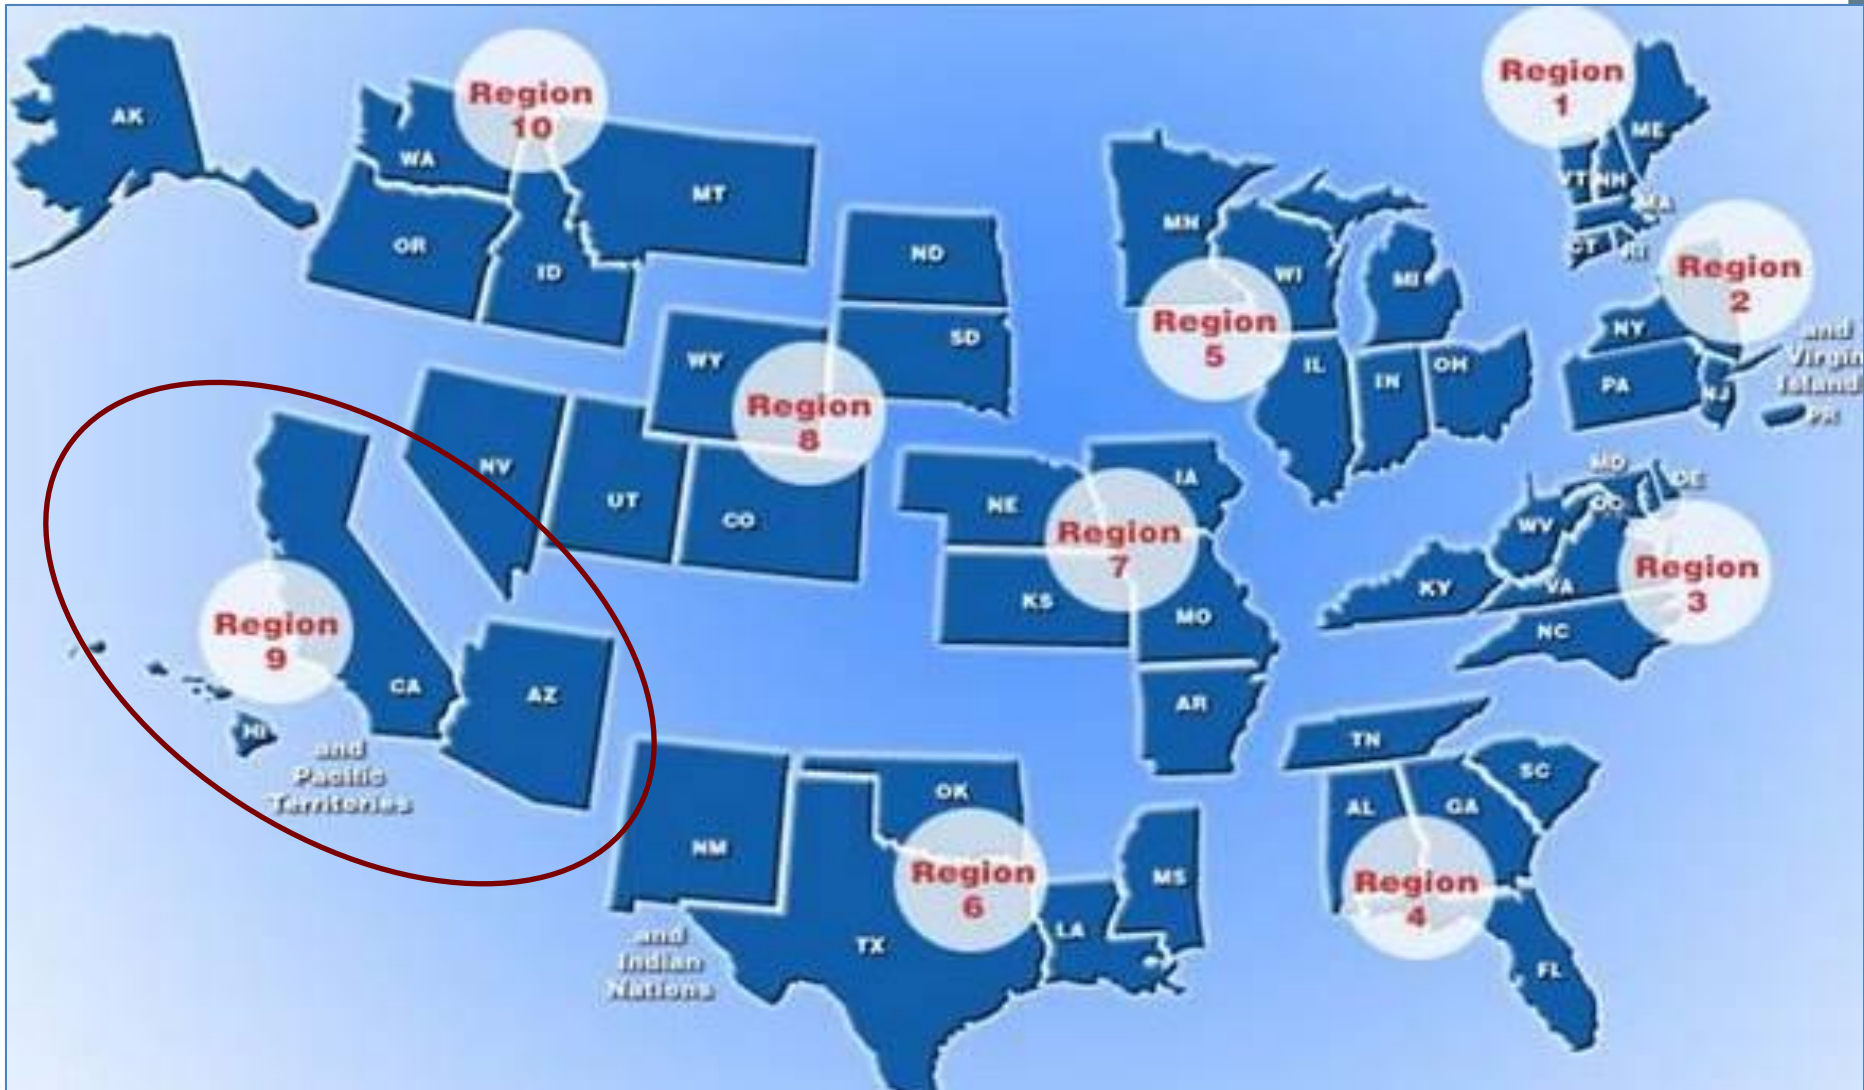 Region
1
Region
10
AK
WA
MT
OR
ID
ME
VT
NH
MA
CT
RI
Region
2
NY
PA
NJ
and
Virgin
Island
PR
ND
SD
WY
Region
8
NV
UT
CO
MN
WI
MI
Region
5
IL
IN
OH
NE
IA
Region
7
KS
MO
AR
MD
DE
DC
WV
VA
KY
NC
Region
3
Region
9
CA
AZ
HI
and
Pacific
Territories
NM
OK
TX
Region
6
LA
MS
and
Indian
Nations
TN
SC
AL
GA
Region
4
FL